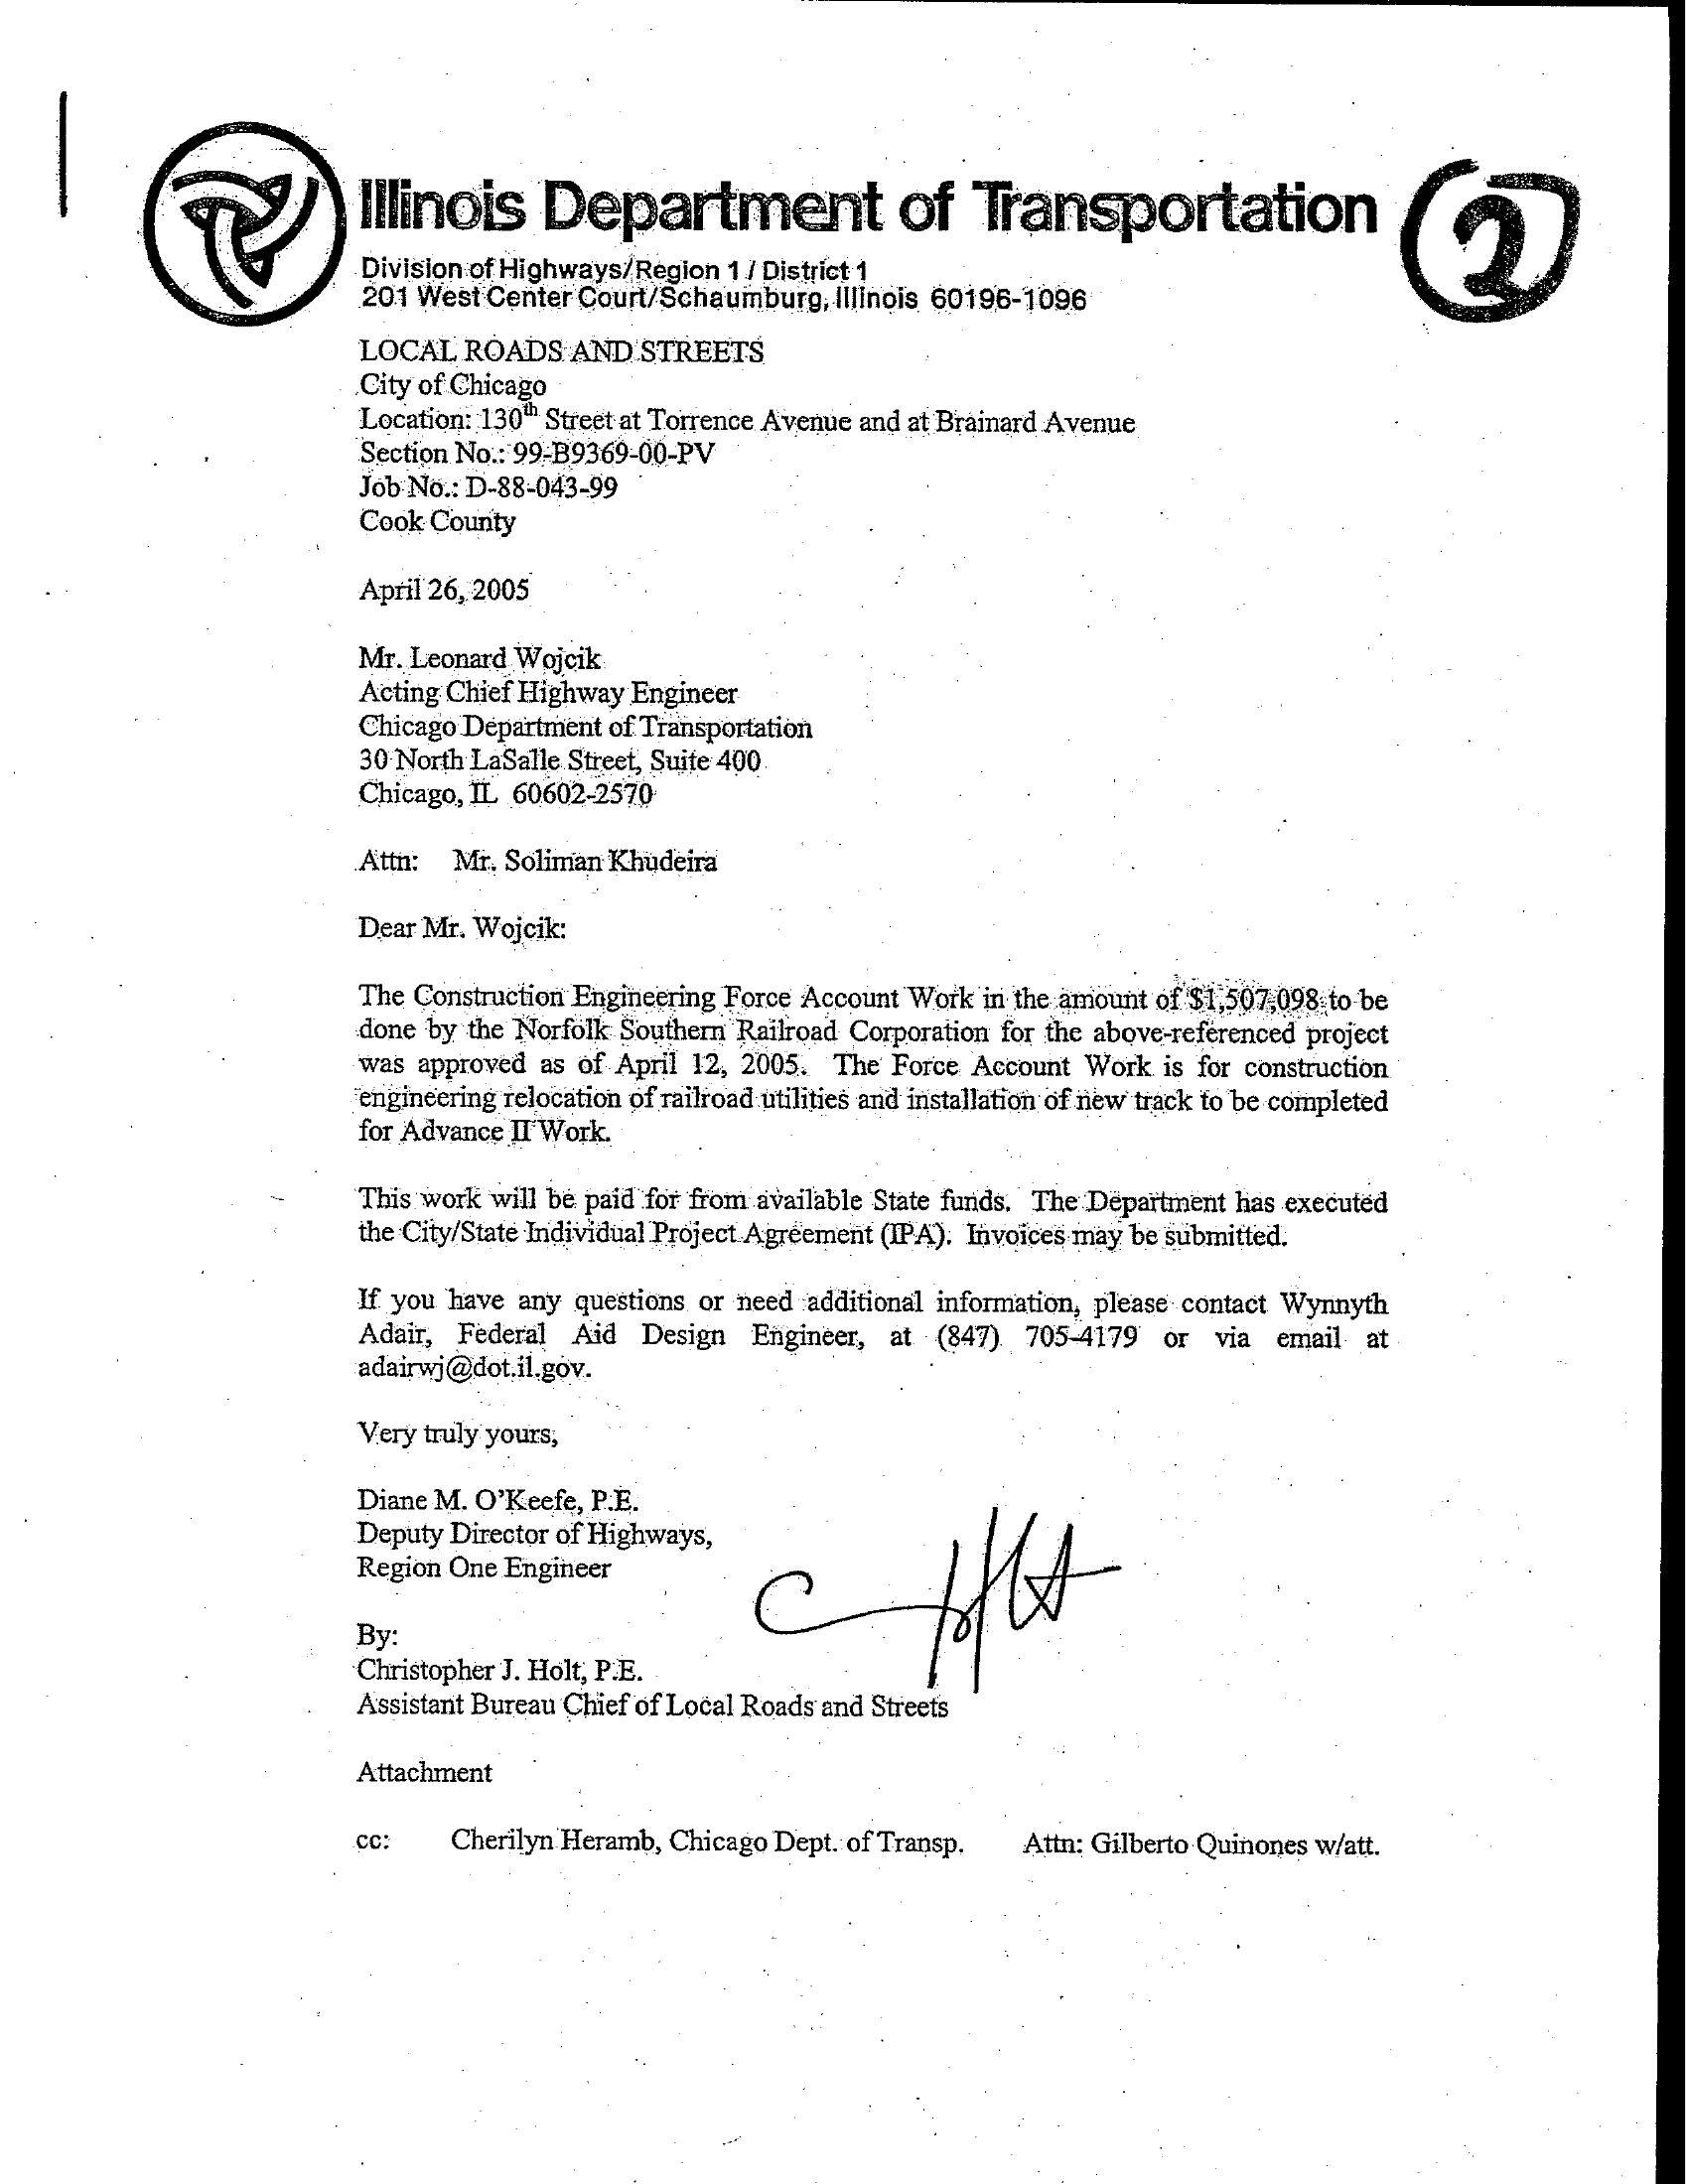 Illinois Department of Transportation
2
Division of Highways/Region 1 / District 1
201 West Center Court/Schaumburg, Illinois 60196-1096
LOCAL ROADS AND STREETS
City of Chicago
Location: 130th Street at Torrence Avenue and at Brainard Avenue
Section No.: 99-B9369-00-PV
Job No.: D-88-043-99
Cook County
April 26, 2005
Mr. Leonard Wojcik
Acting Chief Highway Engineer
Chicago Department of Transportation
30 North LaSalle Street, Suite 400
Chicago, IL 60602-2570
Attn: Mr. Soliman Khudeira
Dear Mr. Wojcik:
The Construction Engineering Force Account Work in the amount of $1,507,098 to be
done by the Norfolk Southern Railroad Corporation for the above-referenced project
was approved as of April 12, 2005. The Force Account Work is for construction
engineering relocation of railroad utilities and installation of new track to be completed
for Advance II Work.
This work will be paid for from available State funds. The Department has executed
the City/State Individual Project Agreement (IPA). Invoices may be submitted.
If you have any questions or need additional information, please contact Wynnyth
Adair, Federal Aid Design Engineer, at (847) 705-4179 or via email at
adairwj@dot.il.gov.
Very truly yours,
Diane M. O'Keefe, P.E.
Deputy Director of Highways,
Region One Engineer
By:
Christopher J. Holt, P.E.
Assistant Bureau Chief of Local Roads and Streets
Attachment
cc: Cherilyn Heramb, Chicago Dept. of Transp. Attn: Gilberto Quinones w/att.